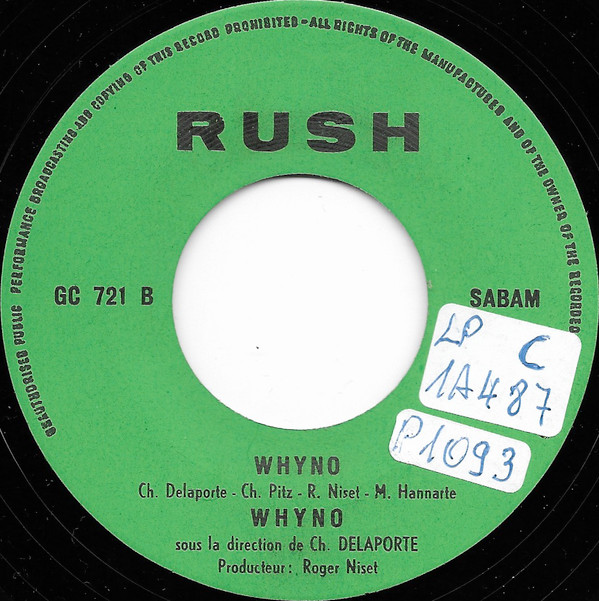 UNAUTHORISED PUBLIC PERFORMANCE BROADCASTING AND COPYING OF THIS RECORD PROHIBITED - ALL RIGHTS OF THE MANUFACTURER AND OF THE OWNER OF THE RECORDED
RUSH
GC 721 B
SABAM
LP C
1A487
P1093
WHYNO
Ch. Delaporte - Ch. Pitz - R. Niset - M. Hannarte
WHYNO
sous la direction de Ch. DELAPORTE
Producteur: Roger Niset